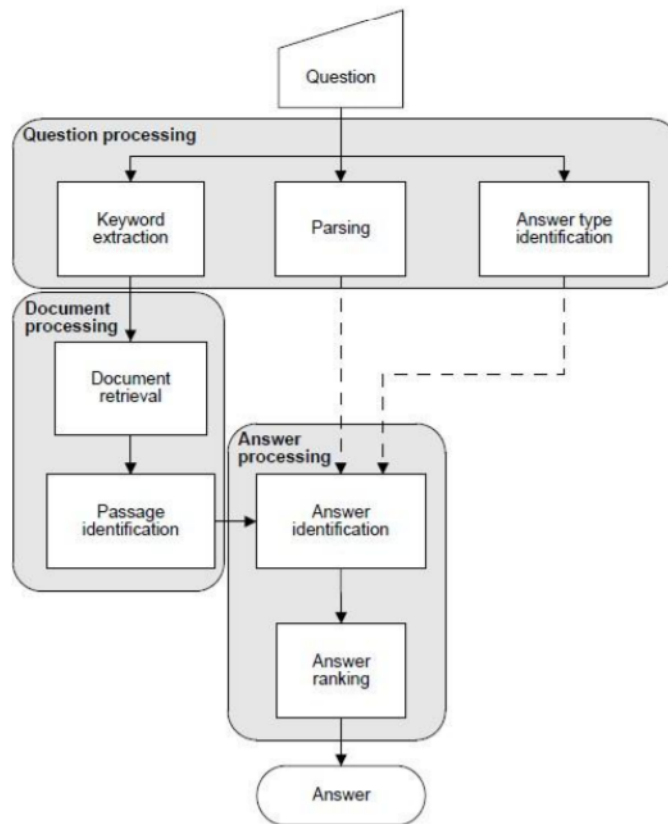 Question
Question processing
Keyword
extraction
Parsing
Answer type
identification
Document
processing
Document
retrieval
Passage
identification
Answer
processing
Answer
identification
Answer
ranking
Answer